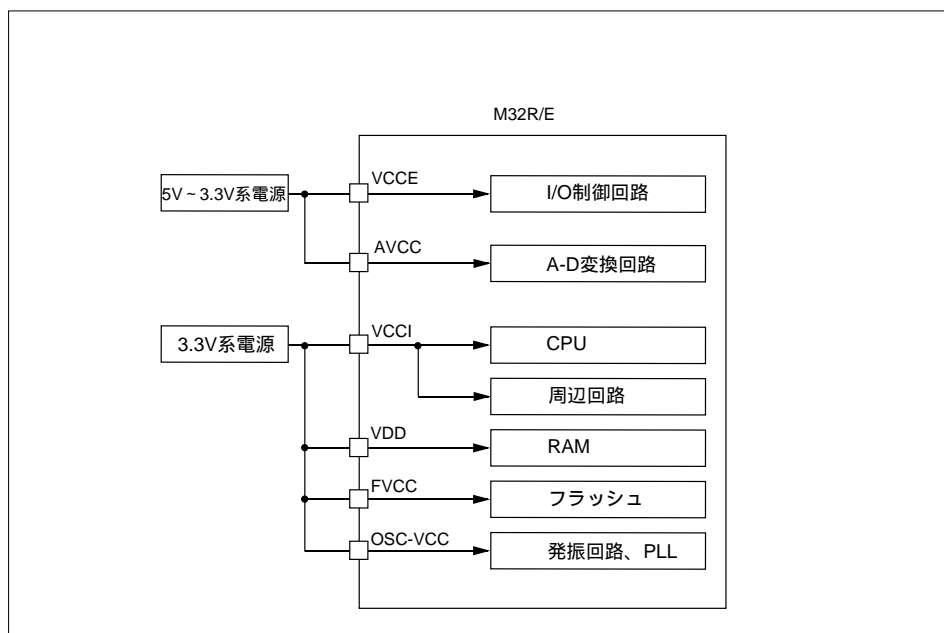 M32R/E
5V~3.3V系電源
VCCE
I/O制御回路
AVCC
A-D変換回路
3.3V系電源
VCCI
CPU
周辺回路
VDD
RAM
FVCC
フラッシュ
OSC-VCC
発振回路、PLL